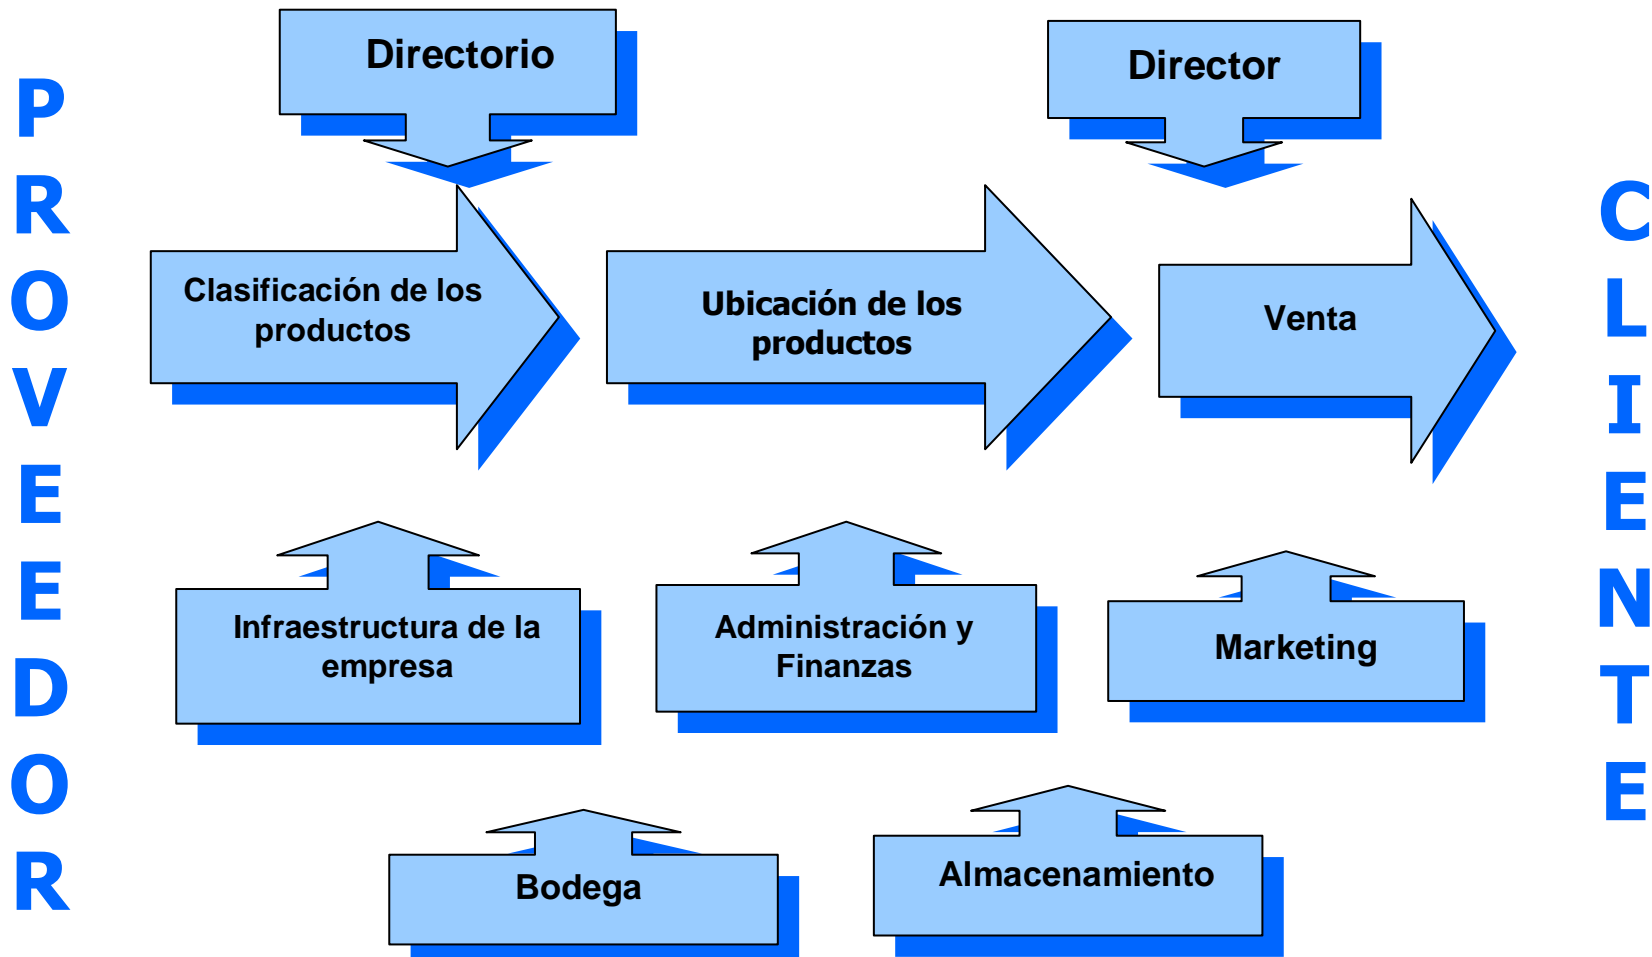 PROVEEDOR
Directorio
Director
Clasificación de los
productos
Ubicación de los
productos
Venta
Infraestructura de la
empresa
Administración y
Finanzas
Marketing
Bodega
Almacenamiento
CLIENTE